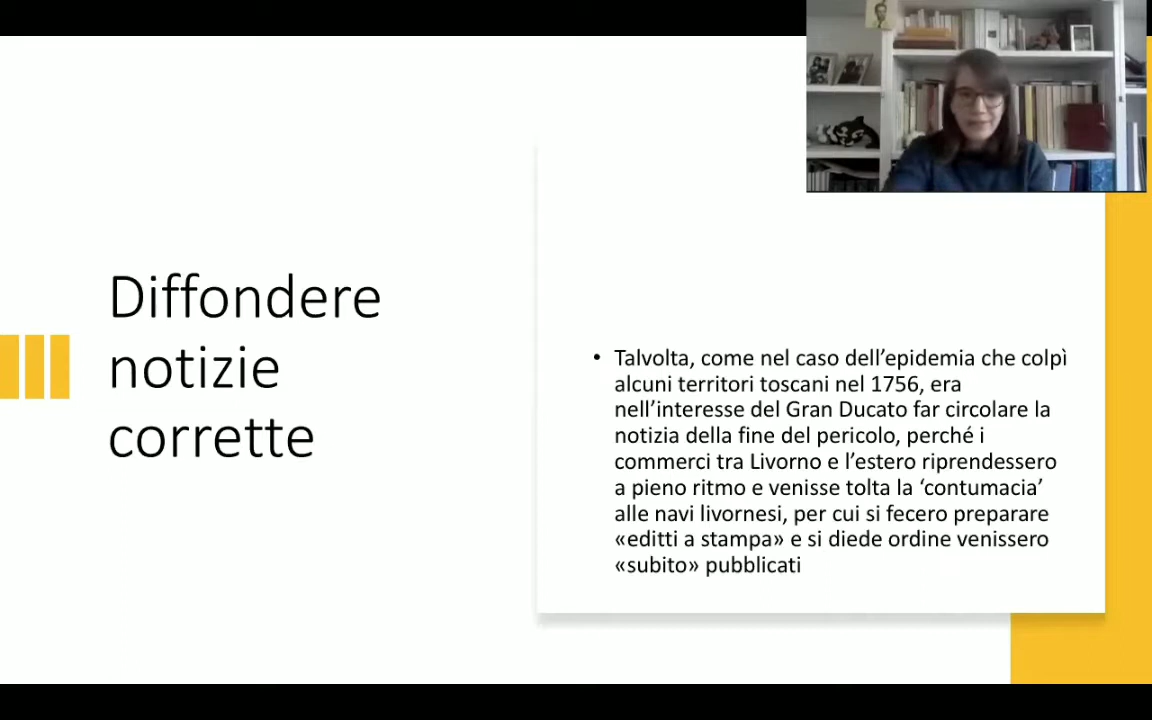 Diffondere
notizie
corrette
• Talvolta, come nel caso dell’epidemia che colpì
alcuni territori toscani nel 1756, era
nell’interesse del Gran Ducato far circolare la
notizia della fine del pericolo, perché i
commerci tra Livorno e l’estero riprendessero
a pieno ritmo e venisse tolta la ‘contumacia’
alle navi livornesi, per cui si fecero preparare
«editti a stampa» e si diede ordine venissero
«subito» pubblicati